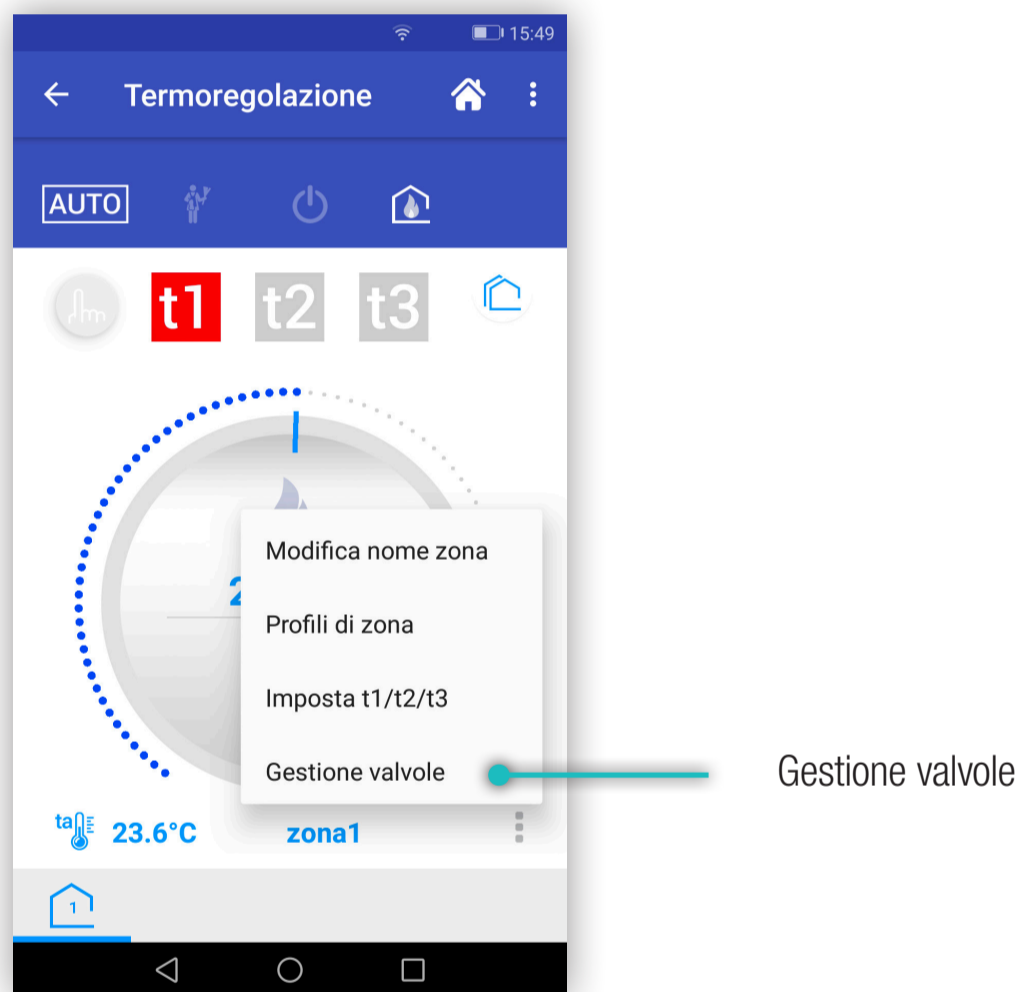 15:49
Termoregolazione
AUTO
t1 t2 t3
Modifica nome zona
2
Profili di zona
Imposta t1/t2/t3
Gestione valvole
Gestione valvole
ta 23.6°C zona1
1